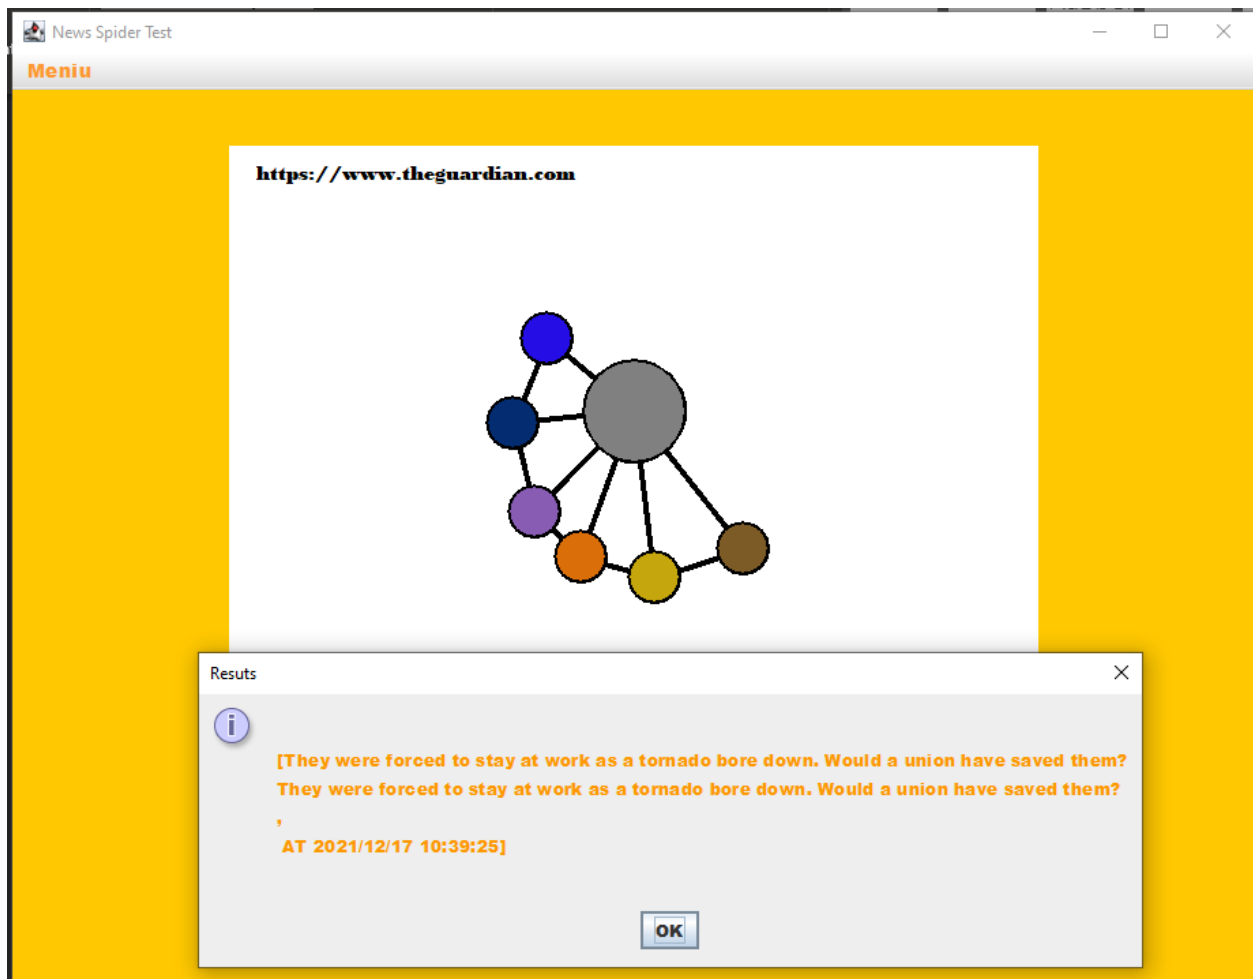 News Spider Test
Meniu
https://www.theguardian.com
Resuts
[They were forced to stay at work as a tornado bore down. Would a union have saved them?
They were forced to stay at work as a tornado bore down. Would a union have saved them?
,
AT 2021/12/17 10:39:25]
OK